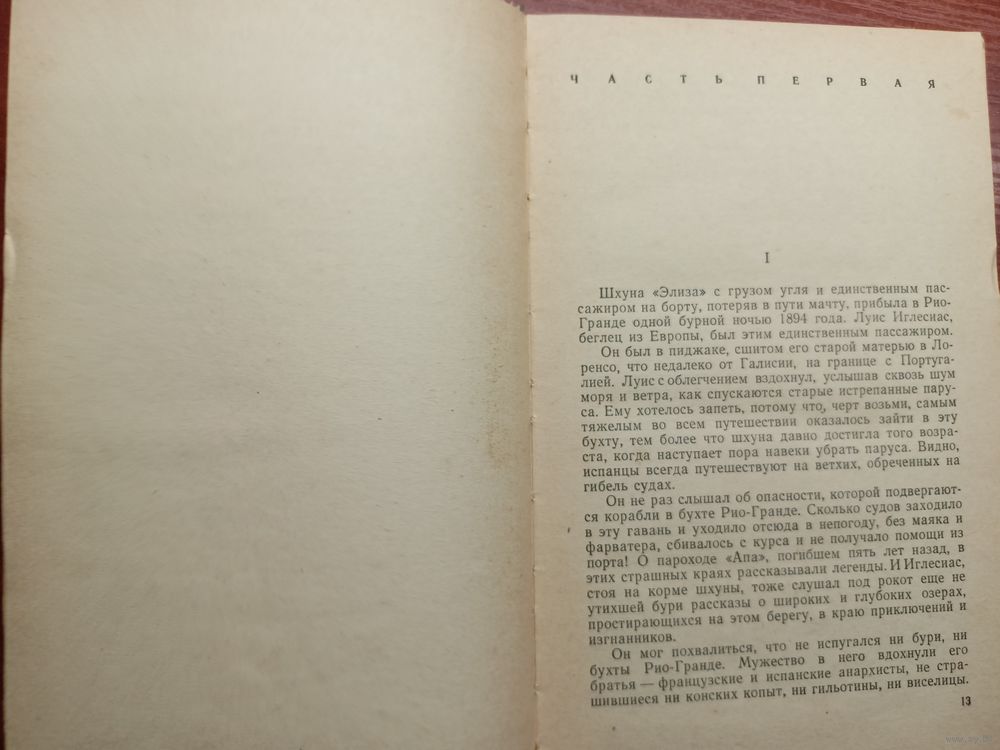 ЧАСТЬ ПЕРВАЯ
I
Шхуна «Элиза» с грузом угля и единственным пас-
сажиром на борту, потеряв в пути мачту, прибыла в Рио-
Гранде одной бурной ночью 1894 года. Луис Иглесиас,
беглец из Европы, был этим единственным пассажиром.
Он был в пиджаке, сшитом его старой матерью в Ло-
ренсо, что недалеко от Галисии, на границе с Португа-
лией. Луис с облегчением вздохнул, услышав сквозь шум
моря и ветра, как спускаются старые истрепанные пару-
са. Ему хотелось запеть, потому что, черт возьми, самым
тяжелым во всем путешествии оказалось зайти в эту
бухту, тем более что шхуна давно достигла того возра-
ста, когда наступает пора навеки убрать паруса. Видно,
испанцы всегда путешествуют на ветхих, обреченных на
гибель судах.
Он не раз слышал об опасности, которой подвергают-
ся корабли в бухте Рио-Гранде. Сколько судов заходило
в эту гавань и уходило отсюда в непогоду, без маяка и
фарватера, сбивалось с курса и не получало помощи из
порта! О пароходе «Апа», погибшем пять лет назад, в
этих страшных краях рассказывали легенды. И Иглесиас,
стоя на корме шхуны, тоже слушал под рокот еще не
утихшей бури рассказы о широких и глубоких озерах,
простирающихся на этом берегу, в краю приключений и
изгнанников.
Он мог похвалиться, что не испугался ни бури, ни
бухты Рио-Гранде. Мужество в него вдохнули его
братья — французские и испанские анархисты, не стра-
шившиеся ни конских копыт, ни гильотины, ни виселицы.
13